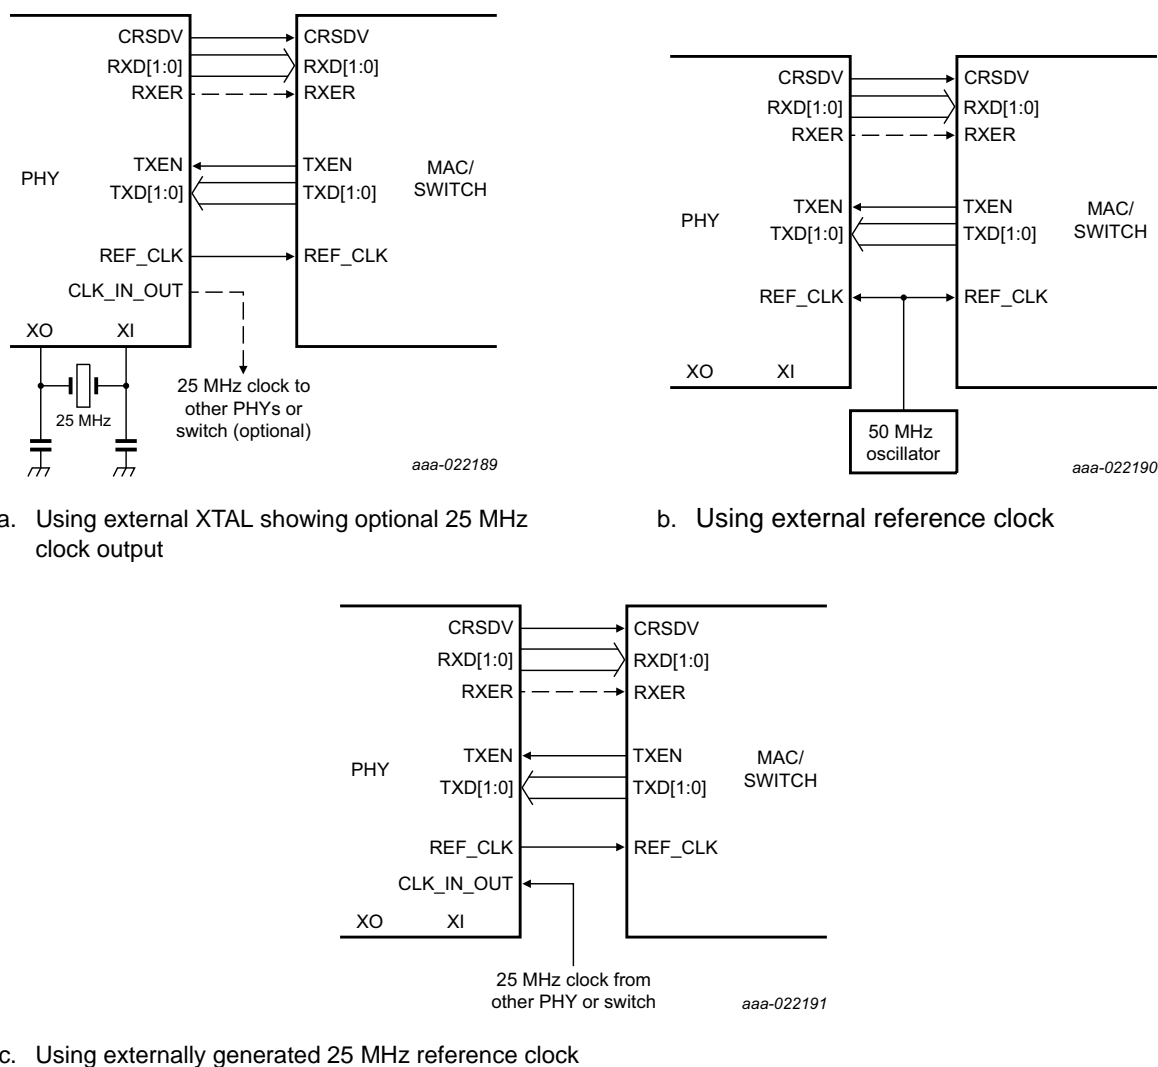 CRSDV
CRSDV
RXD[1:0]
RXD[1:0]
RXER
RXER
TXEN
TXEN
PHY
MAC/
SWITCH
TXD[1:0]
TXD[1:0]
REF_CLK
REF_CLK
CLK_IN_OUT
XO
XI
25 MHz
25 MHz clock to
other PHYs or
switch (optional)
aaa-022189
a. Using external XTAL showing optional 25 MHz
clock output
CRSDV
CRSDV
RXD[1:0]
RXD[1:0]
RXER
RXER
TXEN
TXEN
PHY
MAC/
SWITCH
TXD[1:0]
TXD[1:0]
REF_CLK
REF_CLK
XO
XI
50 MHz
oscillator
aaa-022190
b. Using external reference clock
CRSDV
CRSDV
RXD[1:0]
RXD[1:0]
RXER
RXER
TXEN
TXEN
PHY
MAC/
SWITCH
TXD[1:0]
TXD[1:0]
REF_CLK
REF_CLK
CLK_IN_OUT
XO
XI
25 MHz clock from
other PHY or switch
aaa-022191
c. Using externally generated 25 MHz reference clock